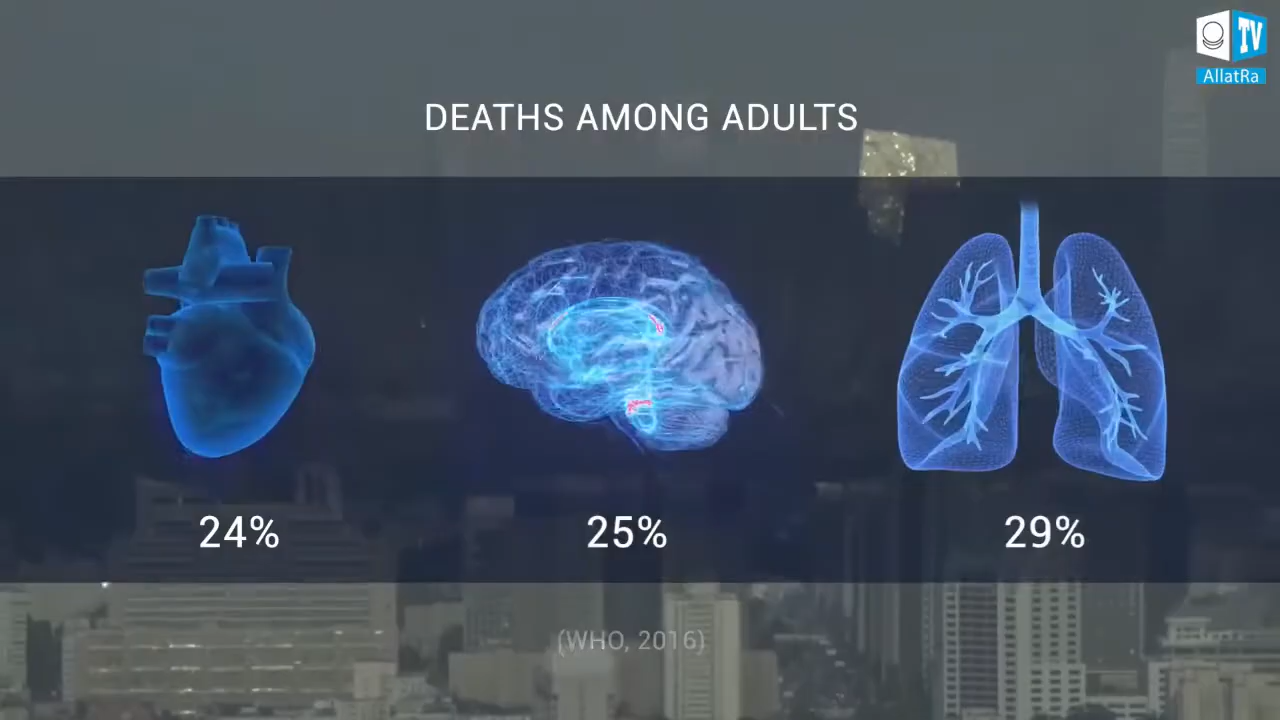 TV
AllatRa
DEATHS AMONG ADULTS
24%
25%
29%
(WHO, 2016)